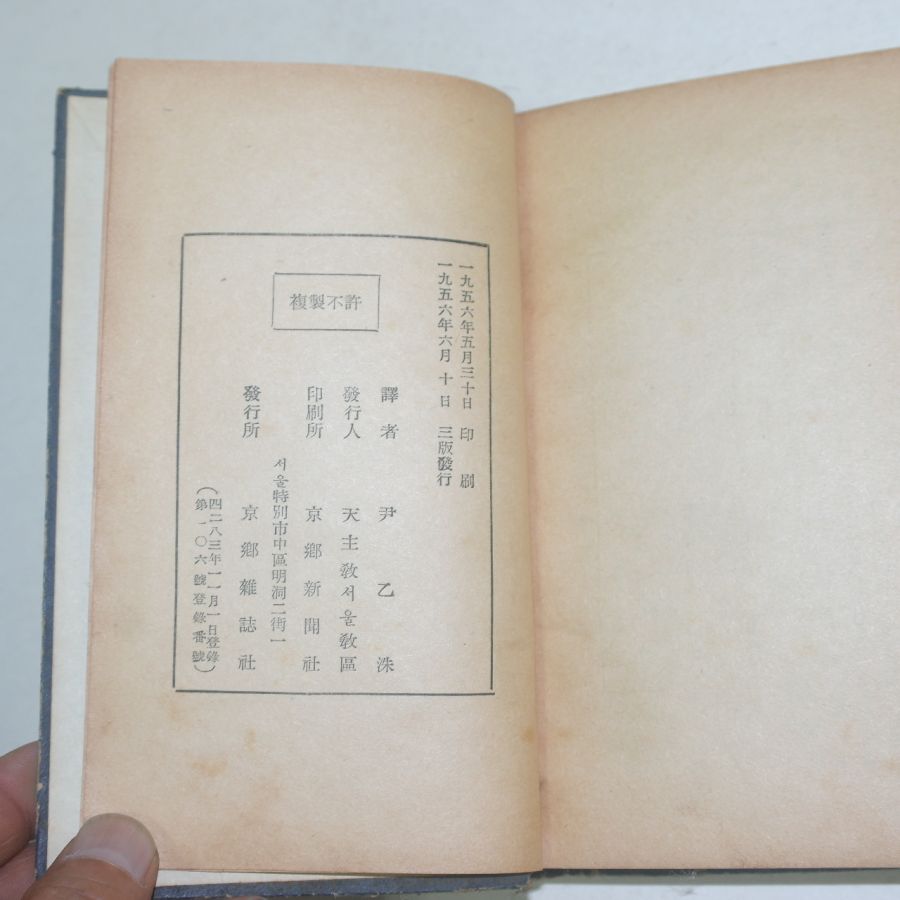 一九五六年五月三十日 印刷
一九五六年六月 十日 三版發行
複製不許
譯者 尹乙洙
發行人 天主敎서울敎區
印刷所 京鄕新聞社
서울特別市中區明洞二街一
發行所 京鄕雜誌社
(四二八三年一一月一日登錄
第一〇六號登錄番號)